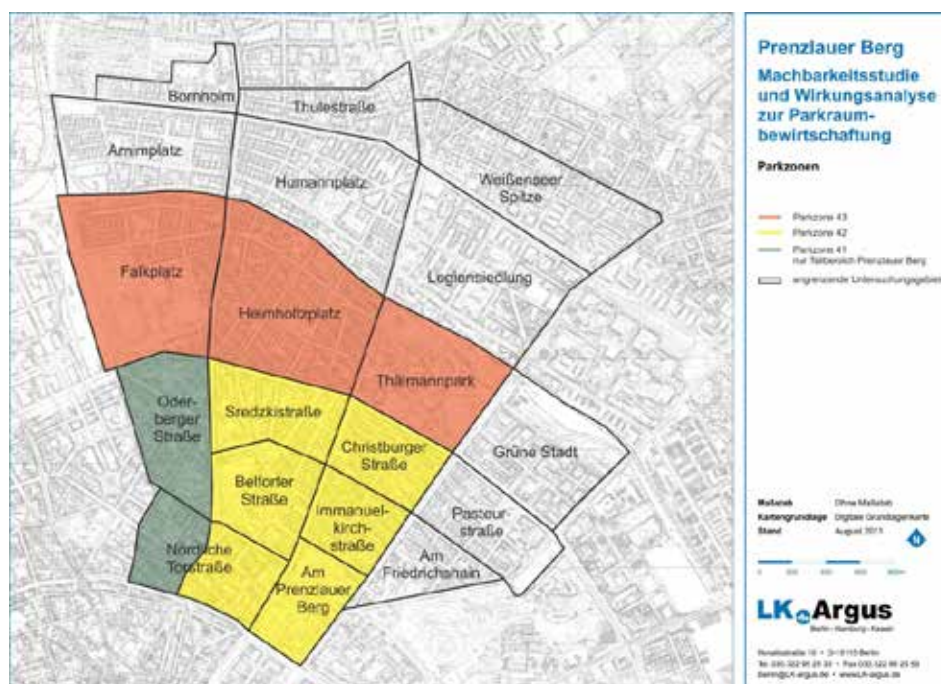 Bornholm
Thulestraße
Arnimplatz
Humannplatz
Weißenseer
Spitze
Falkplatz
Helmholtzplatz
Carl-Legiensiedlung
Thälmannpark
Oder-
berger
Straße
Sredzkistraße
Christburger
Straße
Grüne Stadt
Belforter
Straße
Immanuel-
kirch-
straße
Pasteur-
straße
Nördliche
Torstraße
Am
Prenzlauer
Berg
Am
Friedrichshain
Prenzlauer Berg
Machbarkeitsstudie
und Wirkungsanalyse
zur Parkraum-
bewirtschaftung
Parkzonen
Parkzone 43
Parkzone 42
Parkzone 41
nur Teilbereich Prenzlauer Berg
angrenzende Untersuchungsgebiete
Maßstab Ohne Maßstab
Kartengrundlage Digitale Grundlagenkarte
Stand August 2011
N
LK Argus
Berlin • Hamburg • Kassel